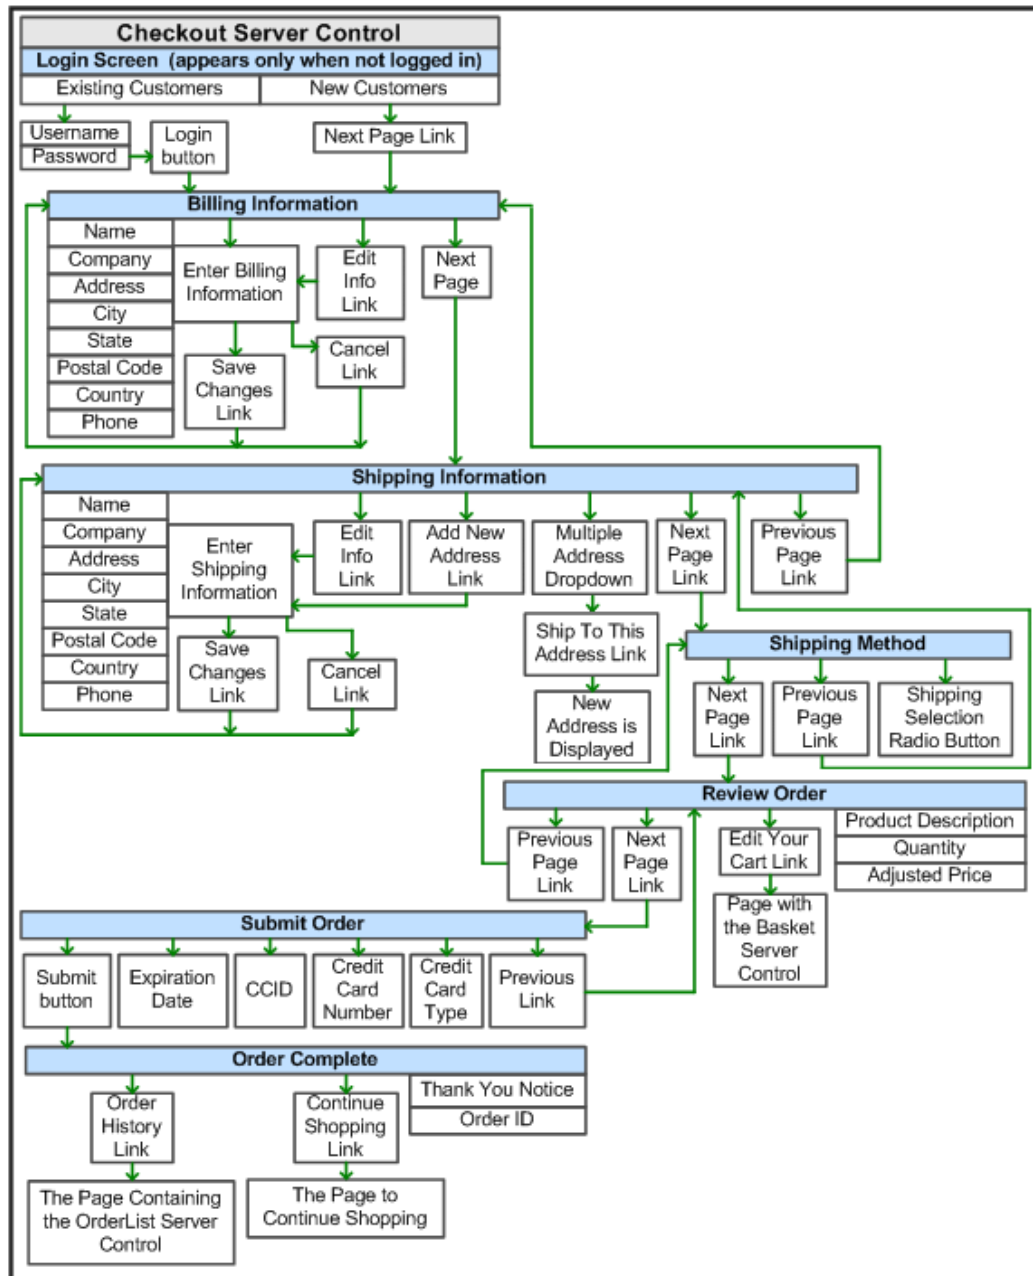 Checkout Server Control
Login Screen (appears only when not logged in)
Existing Customers
New Customers
Username
Password
Login
button
Next Page Link
Billing Information
Name
Company
Address
City
State
Postal Code
Country
Phone
Enter Billing
Information
Edit
Info
Link
Next
Page
Save
Changes
Link
Cancel
Link
Shipping Information
Name
Company
Address
City
State
Postal Code
Country
Phone
Enter
Shipping
Information
Edit
Info
Link
Add New
Address
Link
Multiple
Address
Dropdown
Next
Page
Link
Previous
Page
Link
Save
Changes
Link
Cancel
Link
Ship To This
Address Link
New
Address is
Displayed
Shipping Method
Next
Page
Link
Previous
Page
Link
Shipping
Selection
Radio Button
Review Order
Previous
Page
Link
Next
Page
Link
Edit Your
Cart Link
Product Description
Quantity
Adjusted Price
Page with
the Basket
Server
Control
Submit Order
Submit
button
Expiration
Date
CCID
Credit
Card
Number
Credit
Card
Type
Previous
Link
Order Complete
Order
History
Link
Continue
Shopping
Link
Thank You Notice
Order ID
The Page Containing
the OrderList Server
Control
The Page to
Continue Shopping